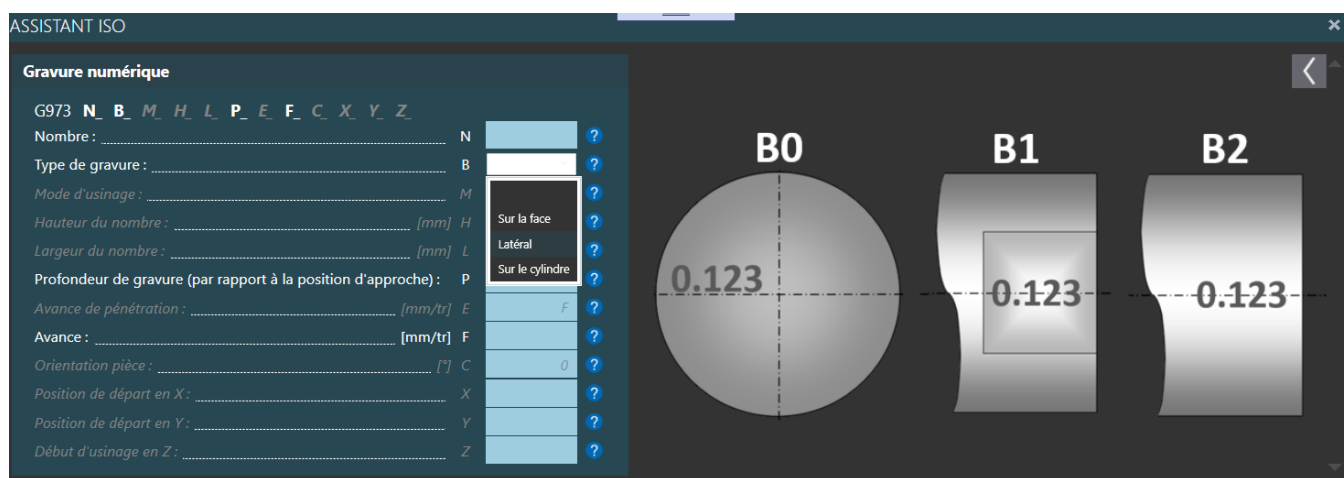 ASSISTANT ISO
Gravure numérique
G973 N_ B_ M_ H_ L_ P_ E_ F_ C_ X_ Y_ Z_
Nombre : N ?
Type de gravure : B ?
Mode d'usinage : M ?
Hauteur du nombre : [mm] H ?
Largeur du nombre : [mm] L ?
Profondeur de gravure (par rapport à la position d'approche) : P ?
Avance de pénétration : [mm/tr] E F ?
Avance : [mm/tr] F ?
Orientation pièce : [°] C 0 ?
Position de départ en X : X ?
Position de départ en Y : Y ?
Début d'usinage en Z : Z ?
Sur la face
Latéral
Sur le cylindre
B0 B1 B2
0.123 0.123 0.123